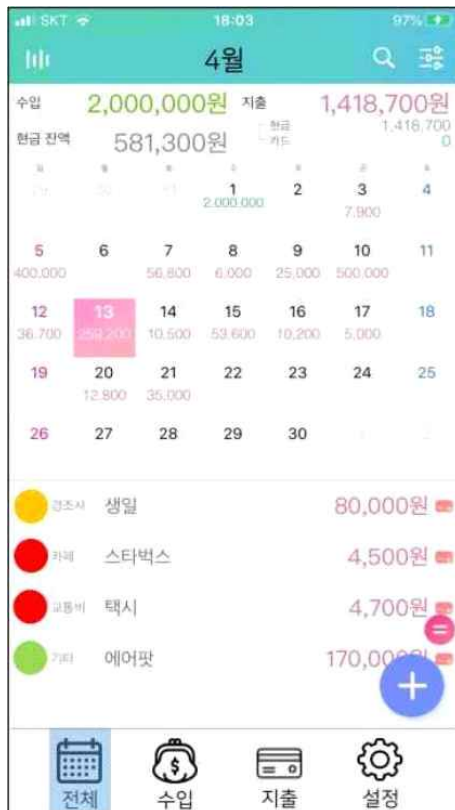 SKT 18:03 97%
4월
수입 2,000,000원 지출 1,418,700원
현금 잔액 581,300원 현금 1,418,700
카드 0
1 2 3 4
2,000,000 7,900
5 6 7 8 9 10 11
400,000 56,800 6,000 25,000 500,000
12 13 14 15 16 17 18
36,700 259,200 10,500 53,600 10,200 5,000
19 20 21 22 23 24 25
12,800 35,000
26 27 28 29 30
경조사 생일 80,000원
카페 스타벅스 4,500원
교통비 택시 4,700원
기타 에어팟 170,000원
전체 수입 지출 설정